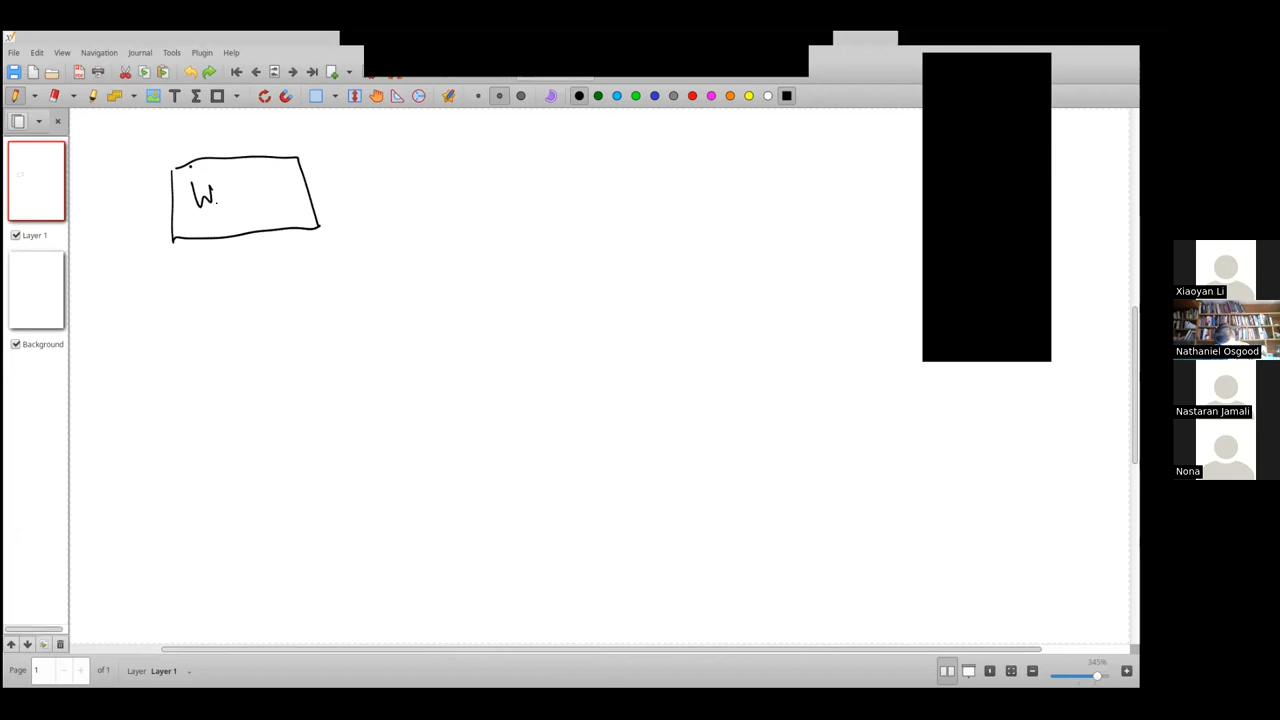 File Edit View Navigation Journal Tools Plugin Help
W.
Layer 1
Background
Page 1 of 1 Layer Layer 1
345%
Xiaoyan Li
Nathaniel Osgood
Nastaran Jamali
Nona